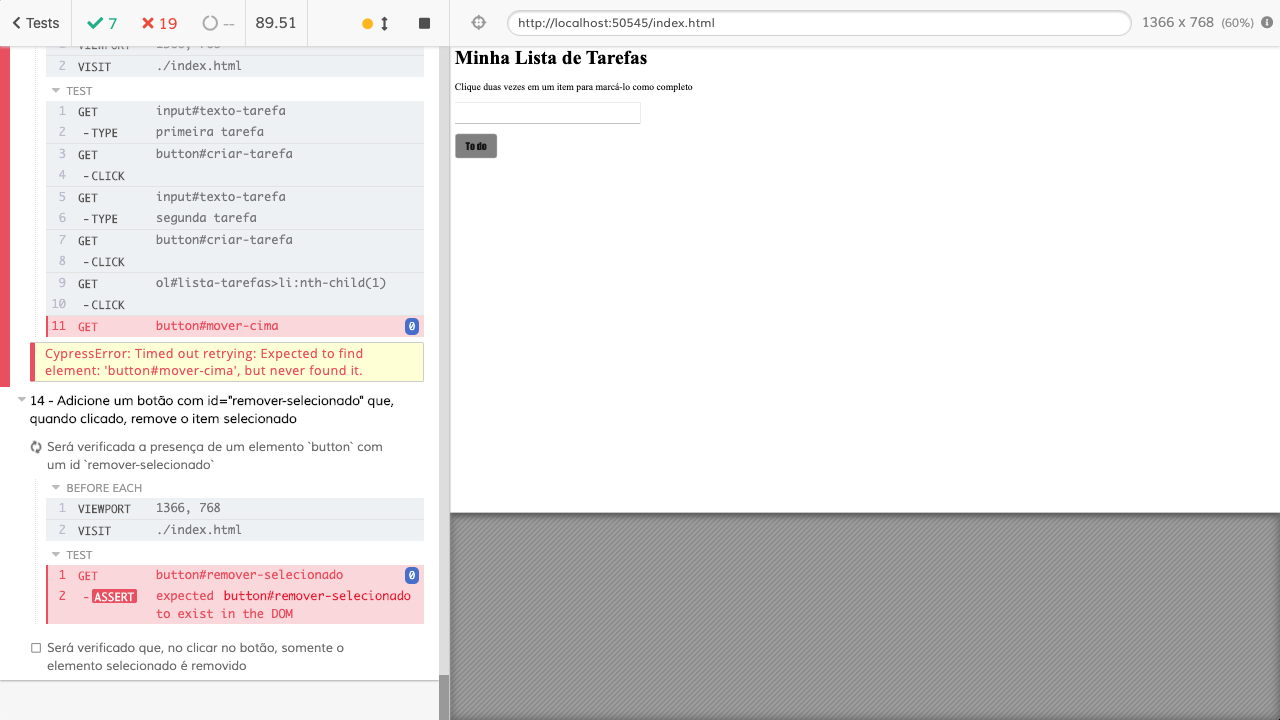 Tests
7
19
--
89.51
http://localhost:50545/index.html
1366 x 768 (60%)
1 VIEWPORT 1366, 768
2 VISIT ./index.html
TEST
1 GET input#texto-tarefa
2 -TYPE primeira tarefa
3 GET button#criar-tarefa
4 -CLICK
5 GET input#texto-tarefa
6 -TYPE segunda tarefa
7 GET button#criar-tarefa
8 -CLICK
9 GET ol#lista-tarefas>li:nth-child(1)
10 -CLICK
11 GET button#mover-cima 0
CypressError: Timed out retrying: Expected to find
element: 'button#mover-cima', but never found it.
14 - Adicione um botão com id="remover-selecionado" que,
quando clicado, remove o item selecionado
Será verificada a presença de um elemento `button` com
um id `remover-selecionado`
BEFORE EACH
1 VIEWPORT 1366, 768
2 VISIT ./index.html
TEST
1 GET button#remover-selecionado 0
2 -ASSERT expected button#remover-selecionado
to exist in the DOM
Será verificado que, no clicar no botão, somente o
elemento selecionado é removido
Minha Lista de Tarefas
Clique duas vezes em um item para marcá-lo como completo
To do